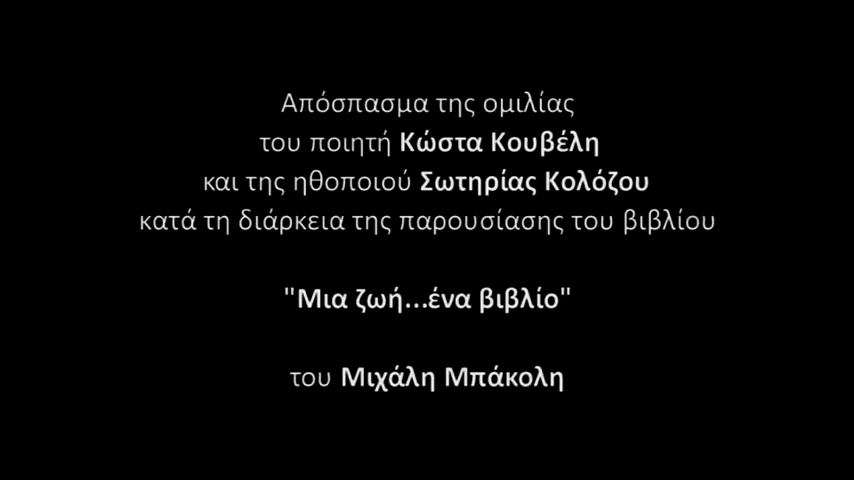 Απόσπασμα της ομιλίας
του ποιητή Κώστα Κουβέλη
και της ηθοποιού Σωτηρίας Κολόζου
κατά τη διάρκεια της παρουσίασης του βιβλίου
"Μια ζωή...ένα βιβλίο"
του Μιχάλη Μπάκολη